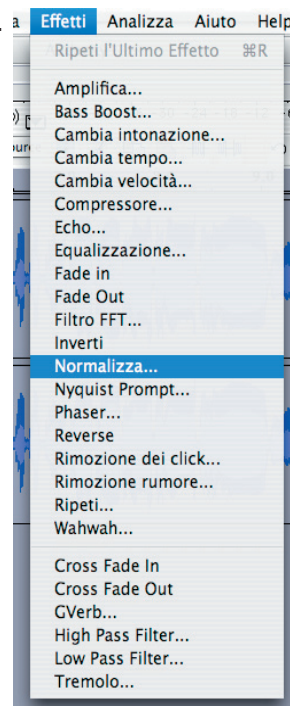 a Effetti Analizza Aiuto Help
Ripeti l'Ultimo Effetto ⌘R
Amplifica...
Bass Boost...
Cambia intonazione...
Cambia tempo...
Cambia velocità...
Compressore...
Echo...
Equalizzazione...
Fade in
Fade Out
Filtro FFT...
Inverti
Normalizza...
Nyquist Prompt...
Phaser...
Reverse
Rimozione dei click...
Rimozione rumore...
Ripeti...
Wahwah...
Cross Fade In
Cross Fade Out
GVerb...
High Pass Filter...
Low Pass Filter...
Tremolo...